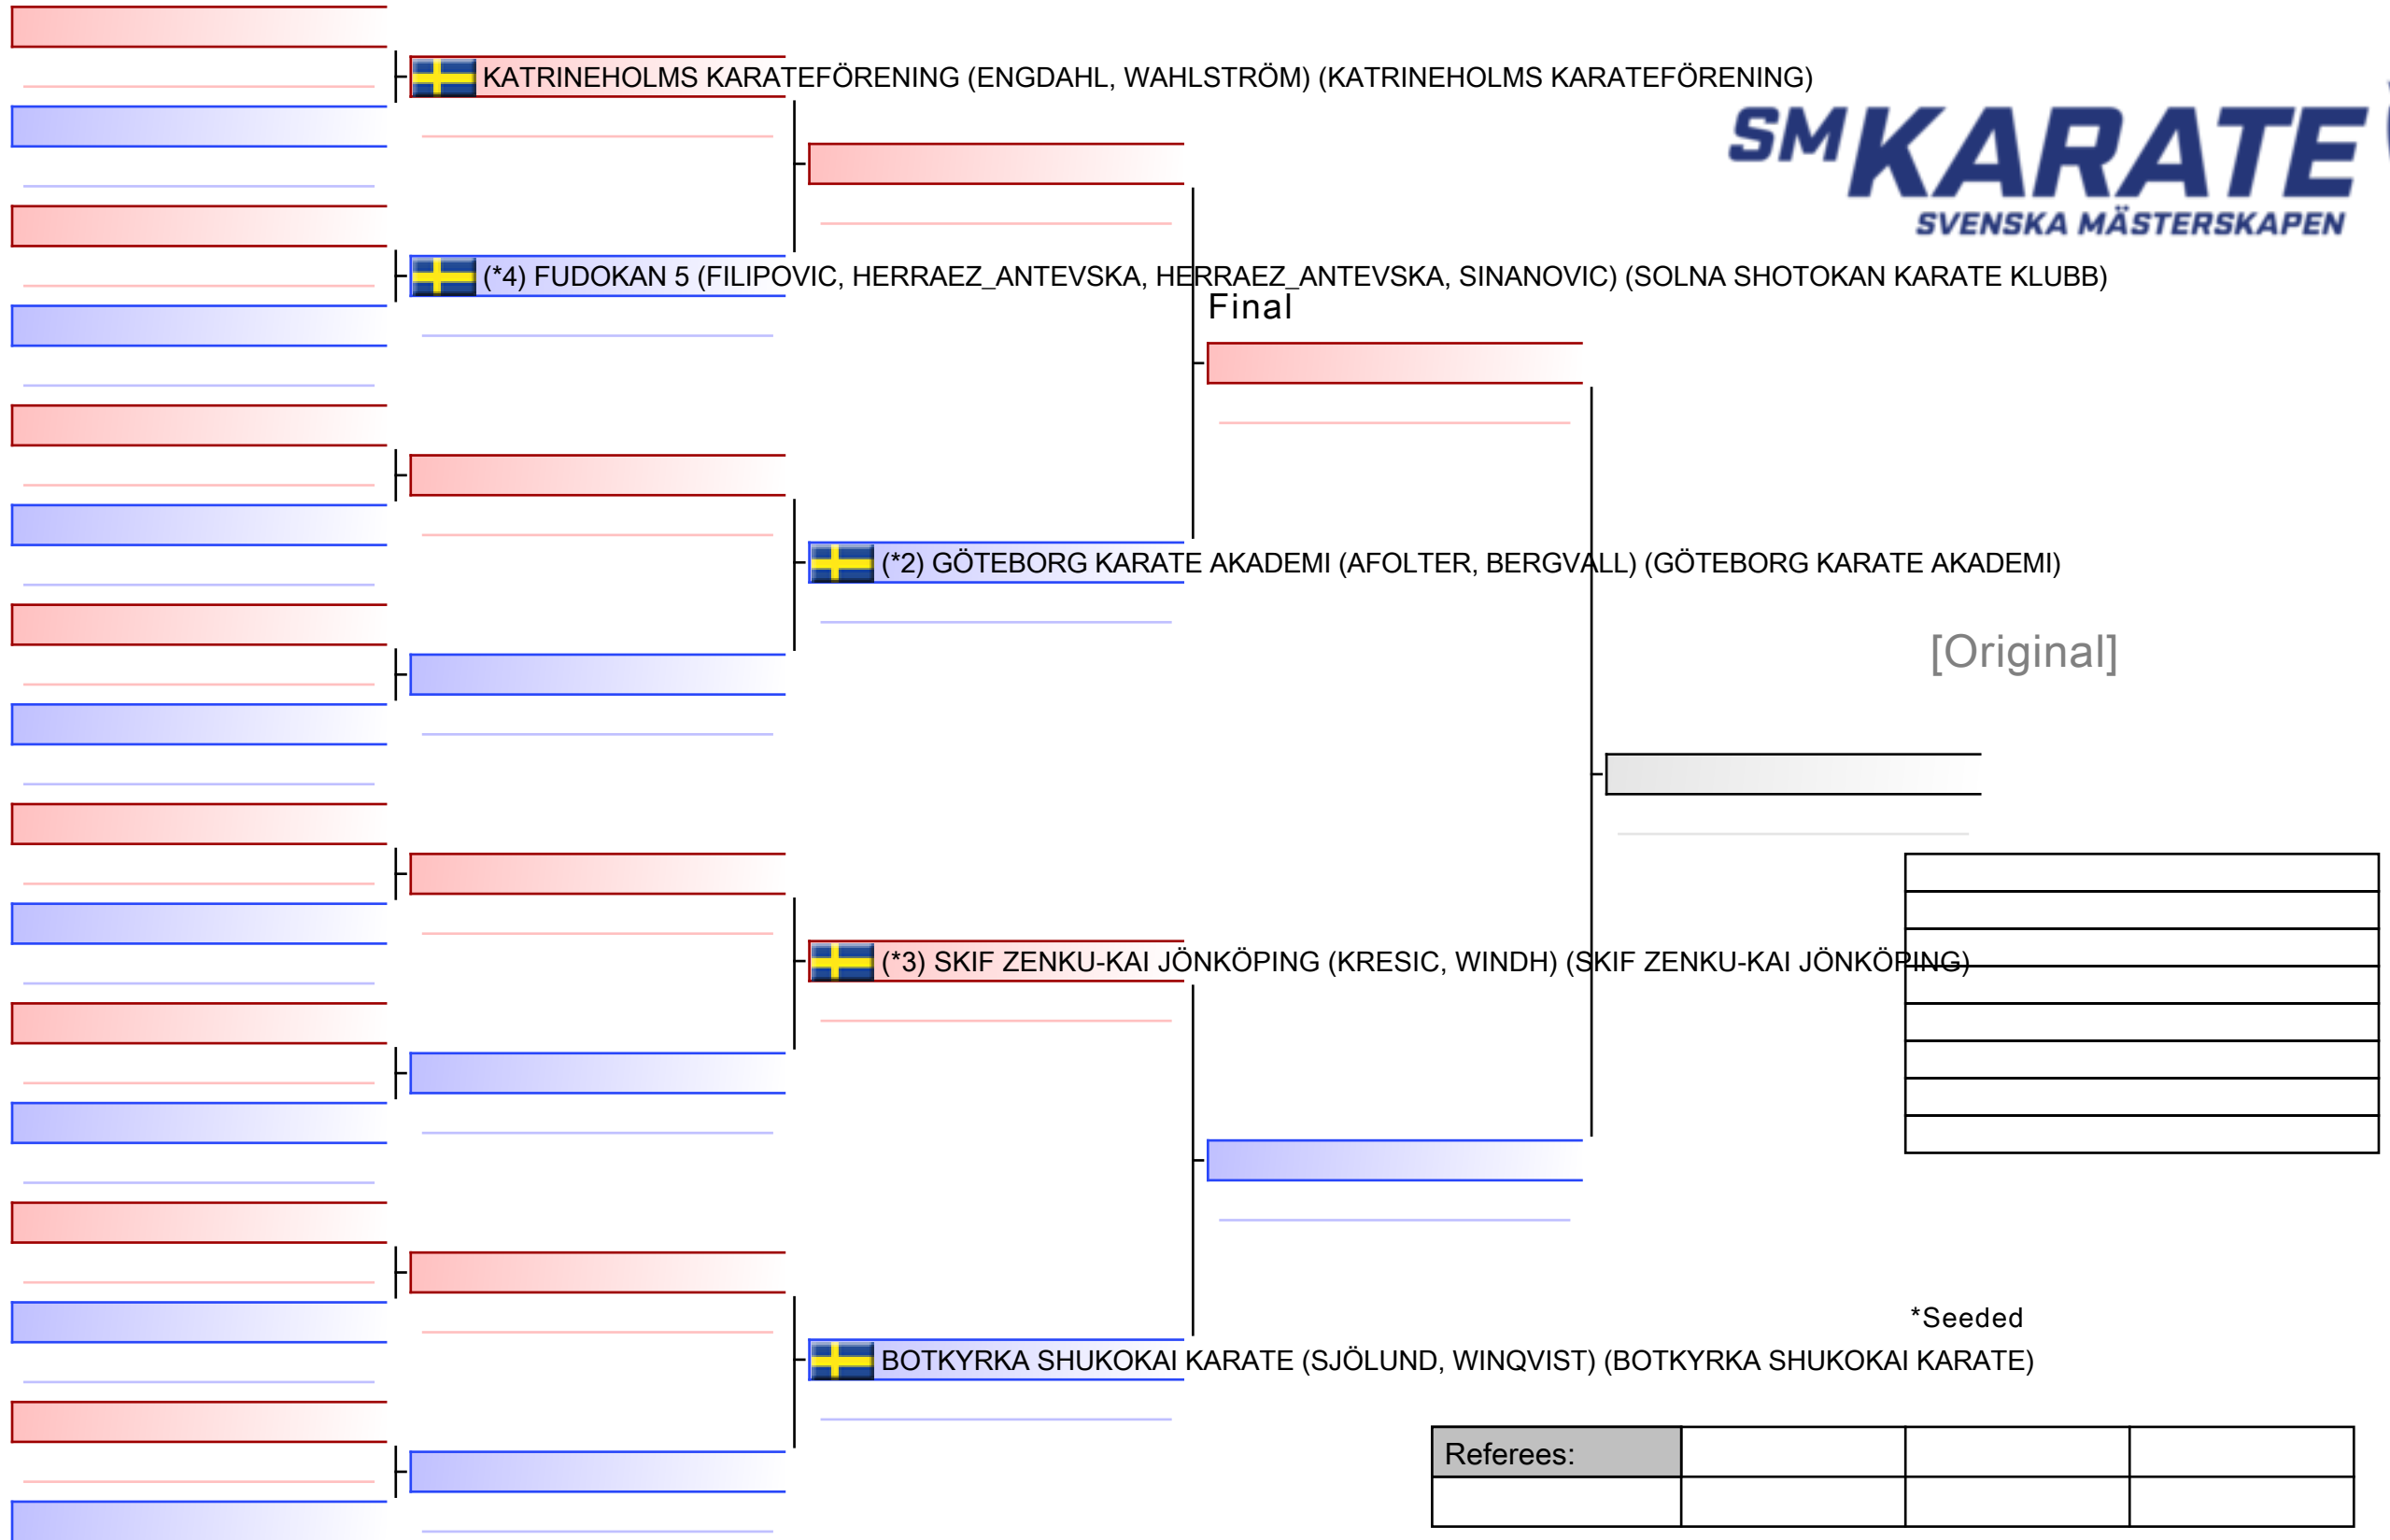 KATRINEHOLMS KARATEFÖRENING (ENGDAHL, WAHLSTRÖM) (KATRINEHOLMS KARATEFÖRENING)
SM KARATE
SVENSKA MÄSTERSKAPEN
(*4) FUDOKAN 5 (FILIPOVIC, HERRAEZ_ANTEVSKA, HERRAEZ_ANTEVSKA, SINANOVIC) (SOLNA SHOTOKAN KARATE KLUBB)
Final
(*2) GÖTEBORG KARATE AKADEMI (AFOLTER, BERGVALL) (GÖTEBORG KARATE AKADEMI)
[Original]
(*3) SKIF ZENKU-KAI JÖNKÖPING (KRESIC, WINDH) (SKIF ZENKU-KAI JÖNKÖPING)
*Seeded
BOTKYRKA SHUKOKAI KARATE (SJÖLUND, WINQVIST) (BOTKYRKA SHUKOKAI KARATE)
Referees: